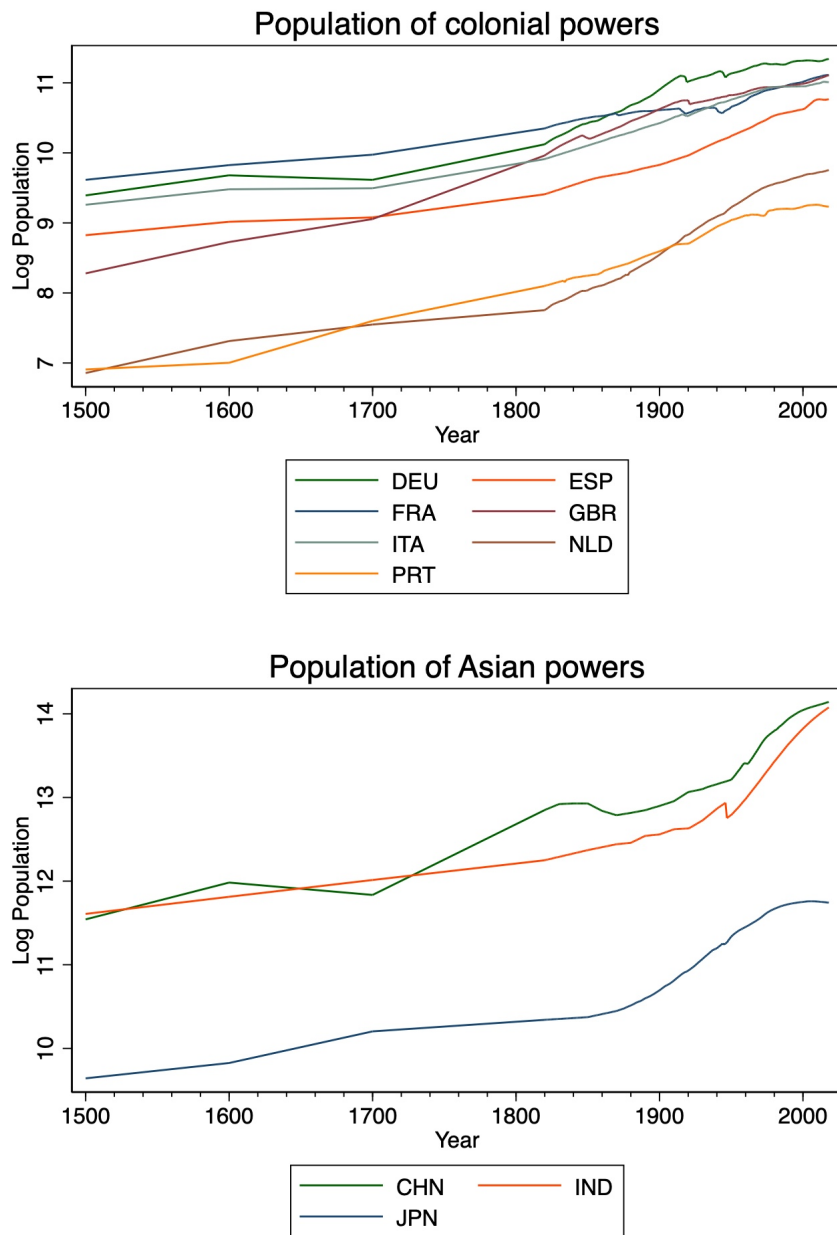 Population of colonial powers
11
10
9
8
7
Log Population
1500 1600 1700 1800 1900 2000
Year
DEU ESP
FRA GBR
ITA NLD
PRT
Population of Asian powers
14
13
12
11
10
Log Population
1500 1600 1700 1800 1900 2000
Year
CHN IND
JPN